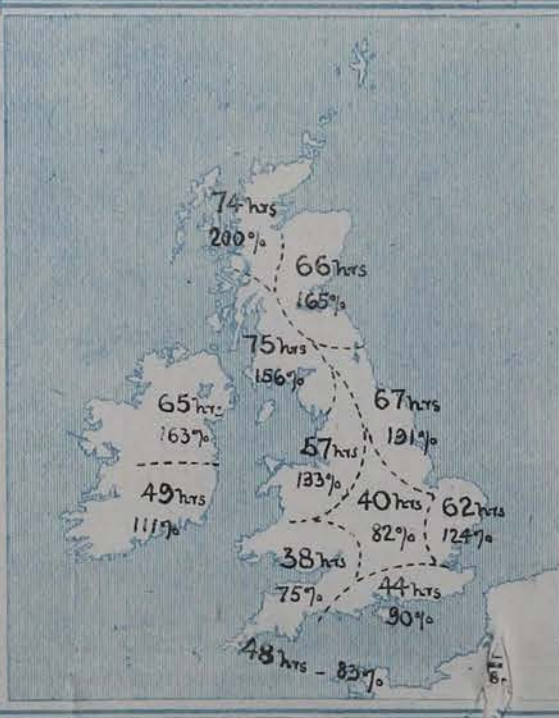 74 hrs
200%
66 hrs
165%
75 hrs
156%
65 hrs
163%
67 hrs
191%
57 hrs
133%
49 hrs
111%
40 hrs
82%
62 hrs
124%
38 hrs
75%
44 hrs
90%
48 hrs - 83%